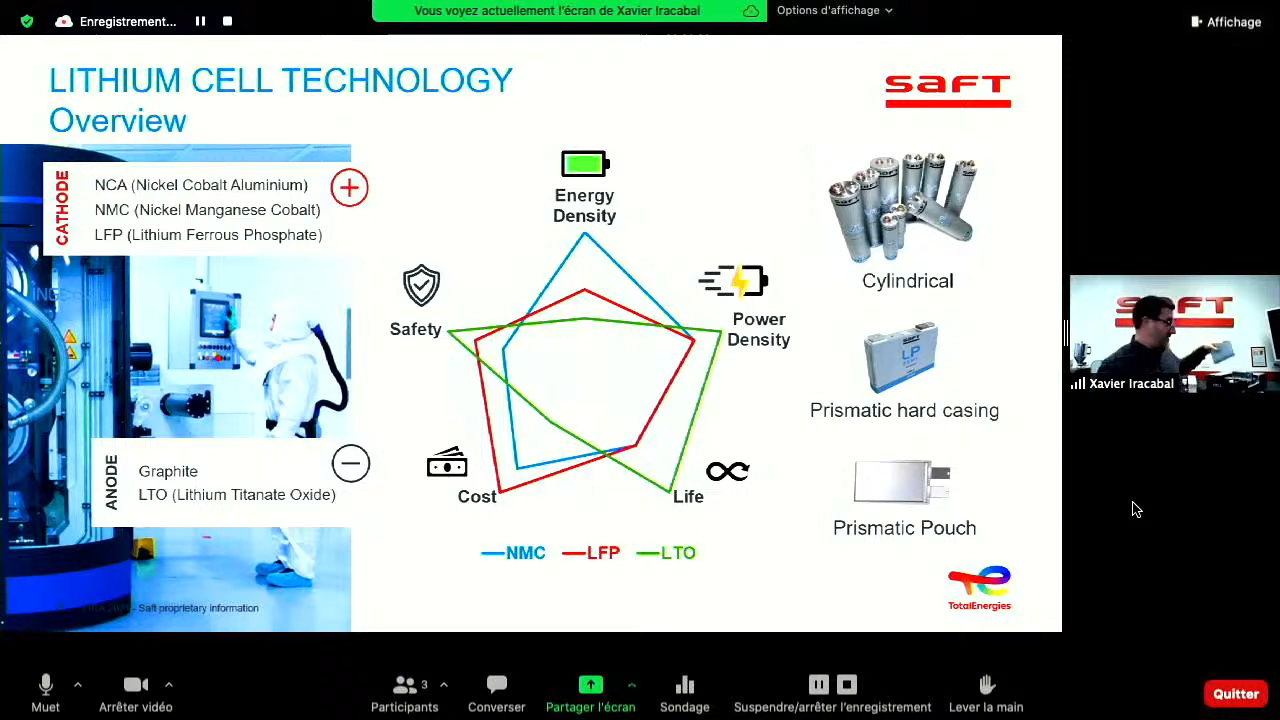 Enregistrement...
Vous voyez actuellement l'écran de Xavier Iracabal
Options d'affichage
Affichage
LITHIUM CELL TECHNOLOGY
Overview
SAFT
CATHODE
NCA (Nickel Cobalt Aluminium)
NMC (Nickel Manganese Cobalt)
LFP (Lithium Ferrous Phosphate)
ANODE
Graphite
LTO (Lithium Titanate Oxide)
- Saft proprietary information
Energy
Density
Power
Density
Safety
Cost
Life
NMC
LFP
LTO
Cylindrical
SAFT
LP
Prismatic hard casing
Prismatic Pouch
TotalEnergies
SAFT
Xavier Iracabal
Muet
Arrêter vidéo
Participants
3
Converser
Partager l'écran
Sondage
Suspendre/arrêter l'enregistrement
Lever la main
Quitter